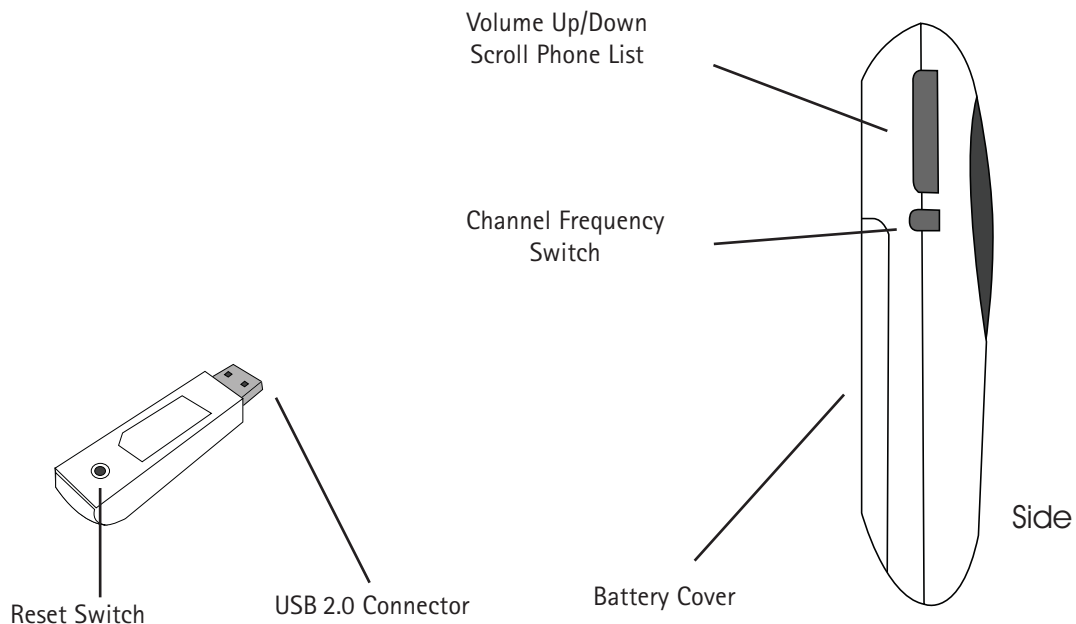 Volume Up/Down
Scroll Phone List
Channel Frequency
Switch
Side
Battery Cover
USB 2.0 Connector
Reset Switch